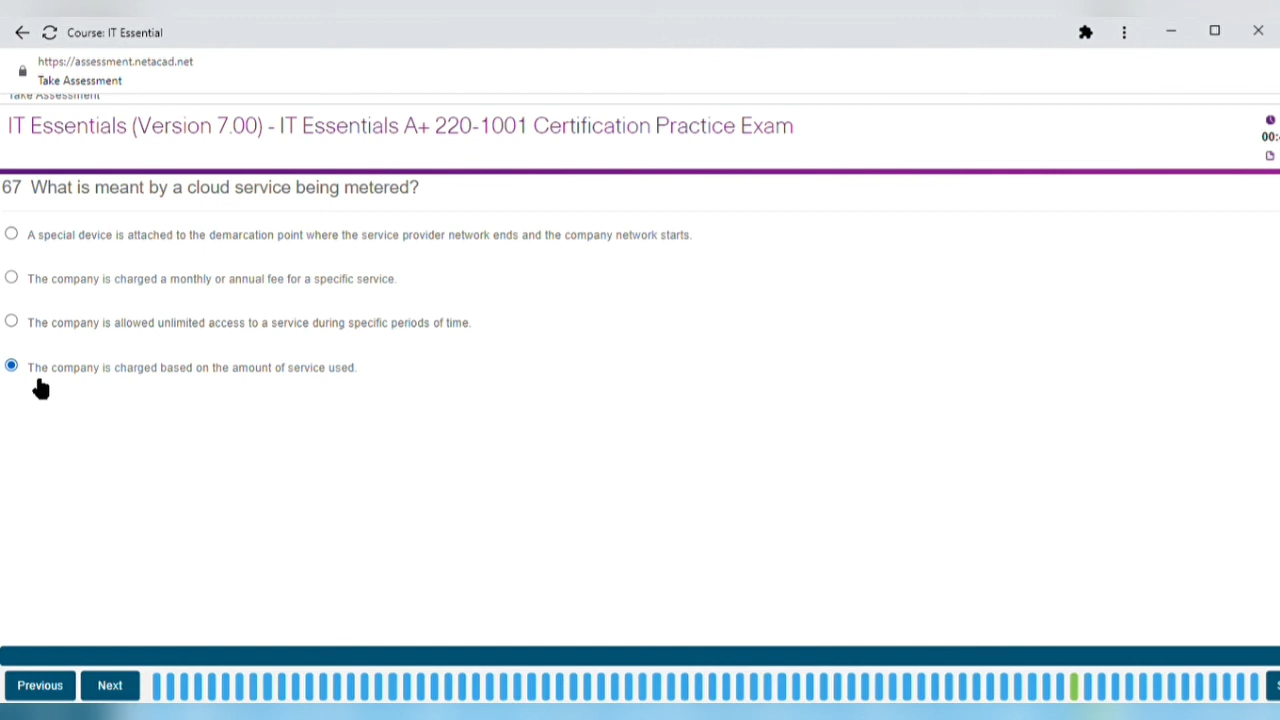 Course: IT Essential
https://assessment.netacad.net
Take Assessment
Take Assessment
IT Essentials (Version 7.00) - IT Essentials A+ 220-1001 Certification Practice Exam
00:
67 What is meant by a cloud service being metered?
A special device is attached to the demarcation point where the service provider network ends and the company network starts.
The company is charged a monthly or annual fee for a specific service.
The company is allowed unlimited access to a service during specific periods of time.
The company is charged based on the amount of service used.
Previous
Next